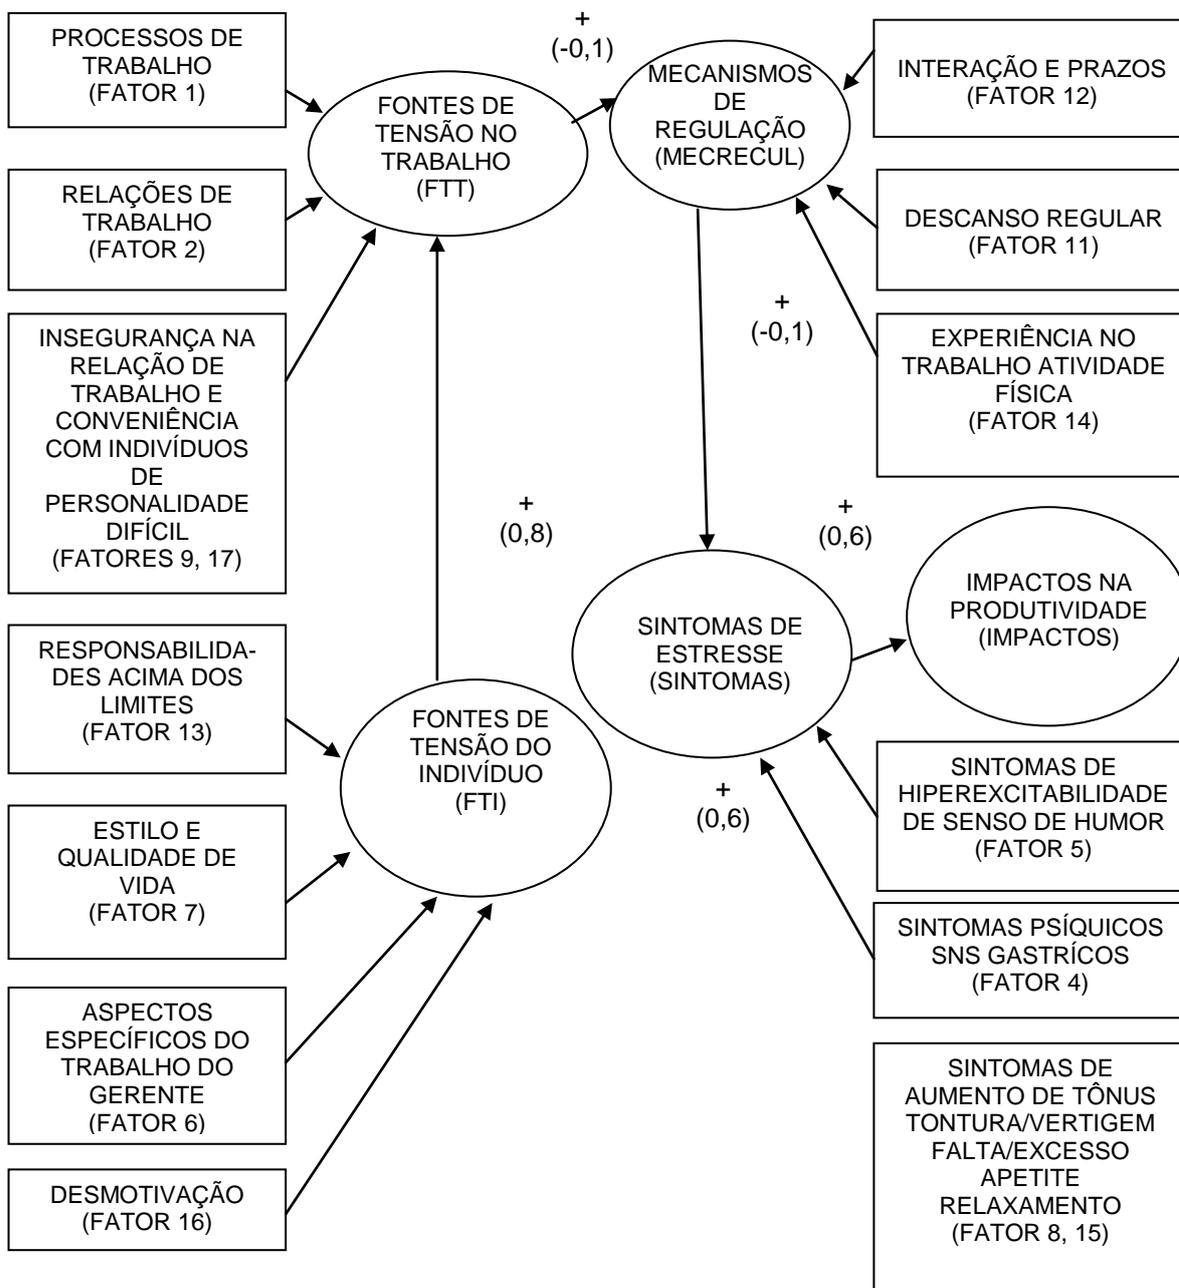 PROCESSOS DE
TRABALHO
(FATOR 1)
RELAÇÕES DE
TRABALHO
(FATOR 2)
INSEGURANÇA NA
RELAÇÃO DE
TRABALHO E
CONVENIÊNCIA
COM INDIVÍDUOS
DE
PERSONALIDADE
DIFÍCIL
(FATORES 9, 17)
RESPONSABILIDA-
DES ACIMA DOS
LIMITES
(FATOR 13)
ESTILO E
QUALIDADE DE
VIDA
(FATOR 7)
ASPECTOS
ESPECÍFICOS DO
TRABALHO DO
GERENTE
(FATOR 6)
DESMOTIVAÇÃO
(FATOR 16)
FONTES DE
TENSÃO NO
TRABALHO
(FTT)
+
(0,8)
FONTES DE
TENSÃO DO
INDIVÍDUO
(FTI)
+
(-0,1)
MECANISMOS
DE
REGULAÇÃO
(MECRECUL)
+
(-0,1)
SINTOMAS DE
ESTRESSE
(SINTOMAS)
+
(0,6)
+
(0,6)
INTERAÇÃO E PRAZOS
(FATOR 12)
DESCANSO REGULAR
(FATOR 11)
EXPERIÊNCIA NO
TRABALHO ATIVIDADE
FÍSICA
(FATOR 14)
IMPACTOS NA
PRODUTIVIDADE
(IMPACTOS)
SINTOMAS DE
HIPEREXCITABILIDADE
DE SENSO DE HUMOR
(FATOR 5)
SINTOMAS PSÍQUICOS
SNS GASTRÍCOS
(FATOR 4)
SINTOMAS DE
AUMENTO DE TÔNUS
TONTURA/VERTIGEM
FALTA/EXCESSO
APETITE
RELAXAMENTO
(FATOR 8, 15)